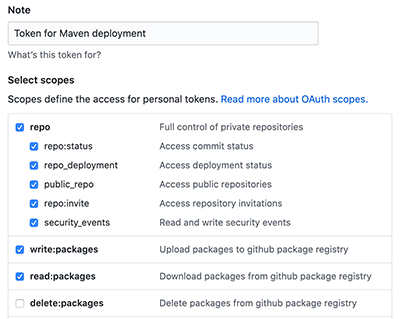 Note
Token for Maven deployment
What's this token for?
Select scopes
Scopes define the access for personal tokens. Read more about OAuth scopes.
repo Full control of private repositories
repo:status Access commit status
repo_deployment Access deployment status
public_repo Access public repositories
repo:invite Access repository invitations
security_events Read and write security events
write:packages Upload packages to github package registry
read:packages Download packages from github package registry
delete:packages Delete packages from github package registry